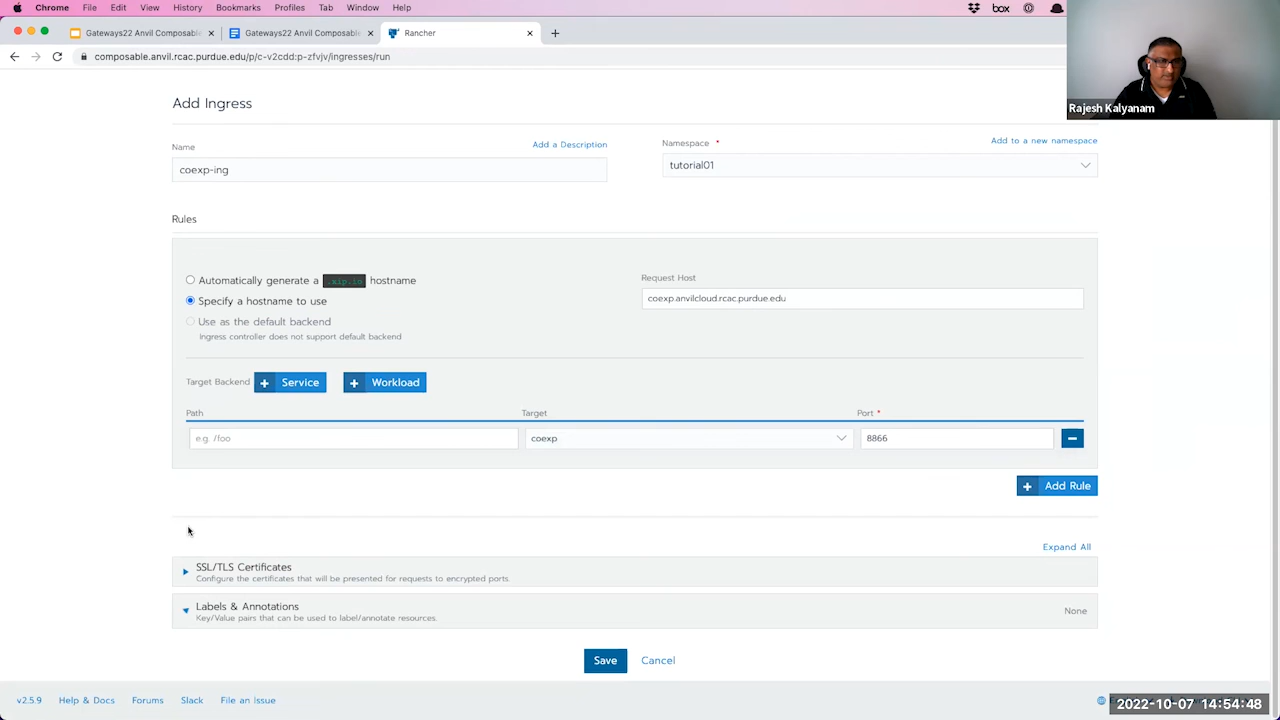 Chrome File Edit View History Bookmarks Profiles Tab Window Help box
Gateways22 Anvil Composable Gateways22 Anvil Composable Rancher
composable.anvil.rcac.purdue.edu/p/c-v2cdd:p-zfvjv/ingresses/run
Rajesh Kalyanam
Add Ingress
Name Add a Description Namespace * Add to a new namespace
coexp-ing tutorial01
Rules
Automatically generate a .xip.io hostname Request Host
Specify a hostname to use coexp.anvilcloud.rcac.purdue.edu
Use as the default backend
ingress controller does not support default backend
Target Backend + Service + Workload
Path Target Port *
e.g. /foo coexp 8866
+ Add Rule
Expand All
SSL/TLS Certificates
Configure the certificates that will be presented for requests to encrypted ports.
Labels & Annotations None
Key/Value pairs that can be used to label/annotate resources.
Save Cancel
v2.5.9 Help & Docs Forums Slack File an Issue
2022-10-07 14:54:48